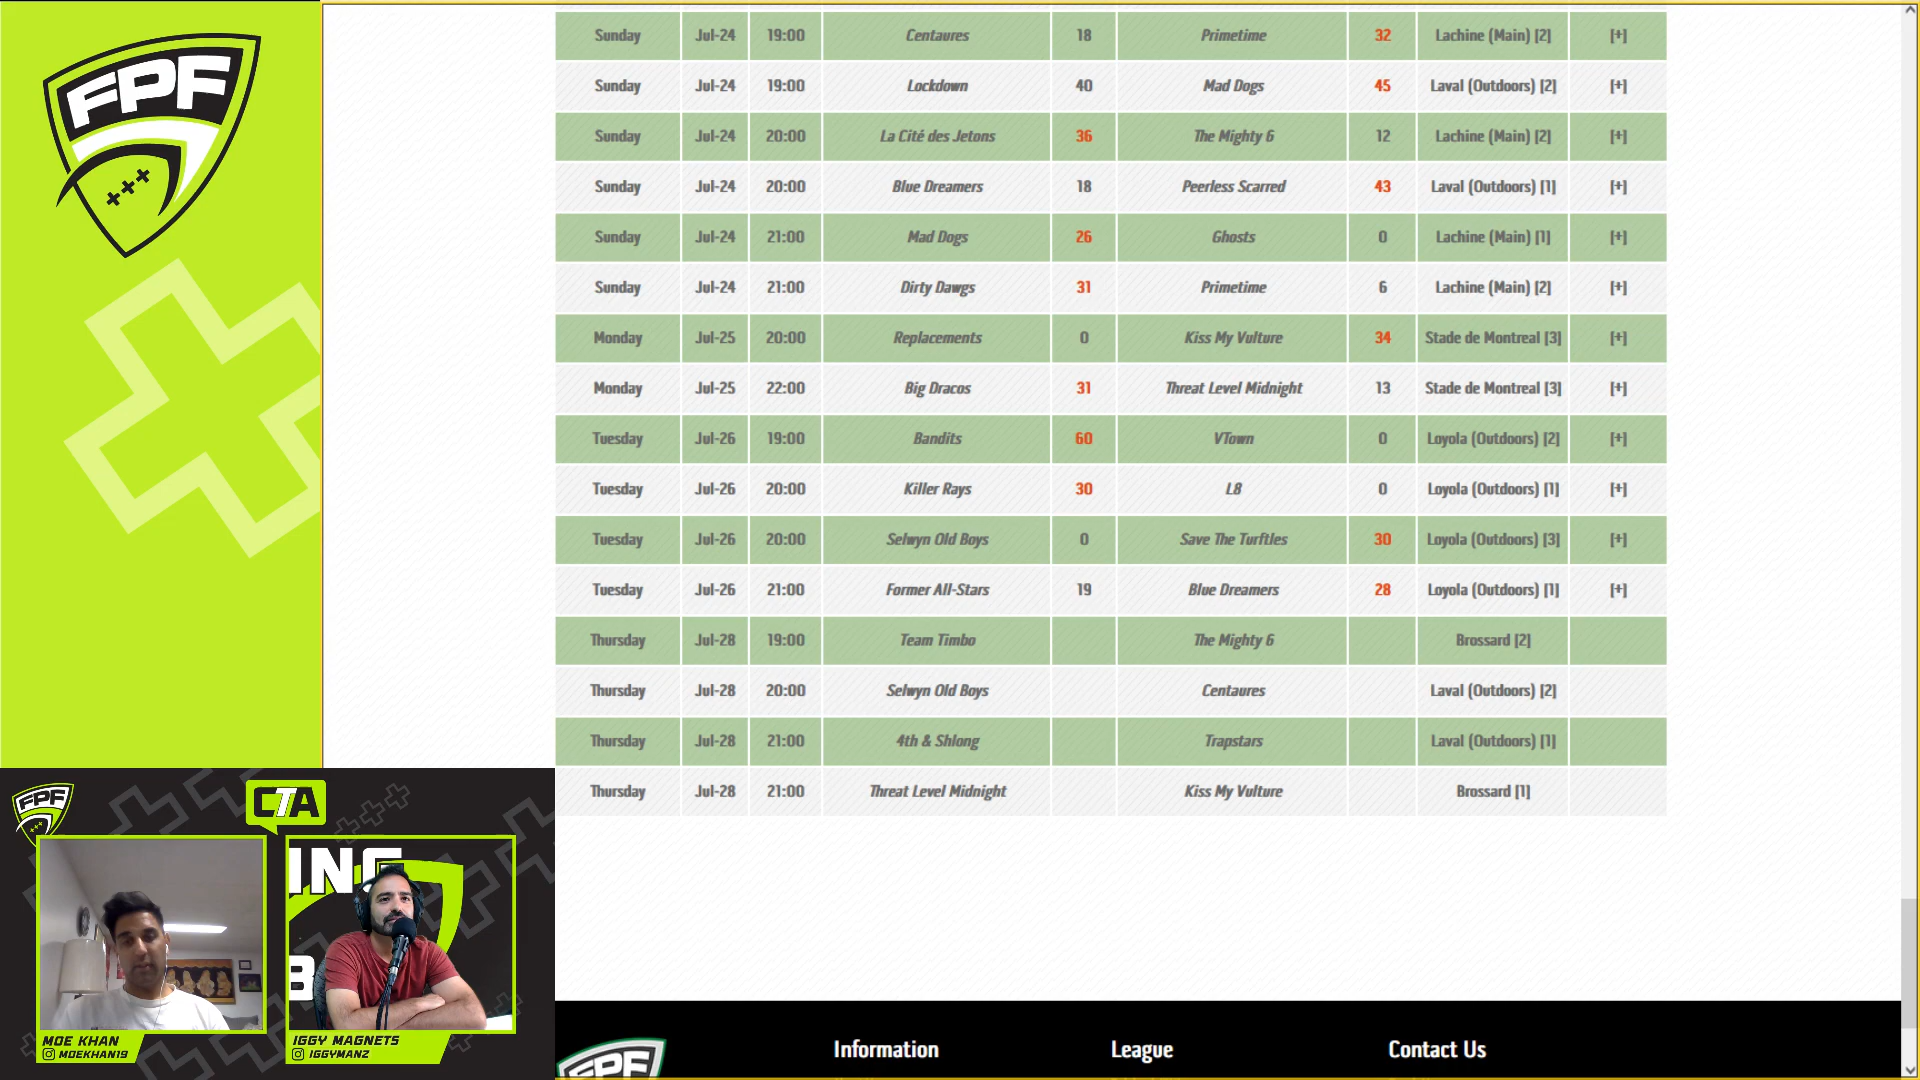 FPF
Sunday Jul-24 19:00 Centaures 18 Primetime 32 Lachine (Main) [2] [+]
Sunday Jul-24 19:00 Lockdown 40 Mad Dogs 45 Laval (Outdoors) [2] [+]
Sunday Jul-24 20:00 La Cité des Jetons 36 The Mighty 6 12 Lachine (Main) [2] [+]
Sunday Jul-24 20:00 Blue Dreamers 18 Peerless Scarred 43 Laval (Outdoors) [1] [+]
Sunday Jul-24 21:00 Mad Dogs 26 Ghosts 0 Lachine (Main) [1] [+]
Sunday Jul-24 21:00 Dirty Dawgs 31 Primetime 6 Lachine (Main) [2] [+]
Monday Jul-25 20:00 Replacements 0 Kiss My Vulture 34 Stade de Montreal [3] [+]
Monday Jul-25 22:00 Big Dracos 31 Threat Level Midnight 13 Stade de Montreal [3] [+]
Tuesday Jul-26 19:00 Bandits 60 VTown 0 Loyola (Outdoors) [2] [+]
Tuesday Jul-26 20:00 Killer Rays 30 L8 0 Loyola (Outdoors) [1] [+]
Tuesday Jul-26 20:00 Selwyn Old Boys 0 Save The Turftles 30 Loyola (Outdoors) [3] [+]
Tuesday Jul-26 21:00 Former All-Stars 19 Blue Dreamers 28 Loyola (Outdoors) [1] [+]
Thursday Jul-28 19:00 Team Timbo The Mighty 6 Brossard [2]
Thursday Jul-28 20:00 Selwyn Old Boys Centaures Laval (Outdoors) [2]
Thursday Jul-28 21:00 4th & Shlong Trapstars Laval (Outdoors) [1]
Thursday Jul-28 21:00 Threat Level Midnight Kiss My Vulture Brossard [1]
FPF
CTA
ING
B
MOE KHAN
MOEKHAN19
IGGY MAGNETS
IGGYMANZ
FPF
Information League Contact Us